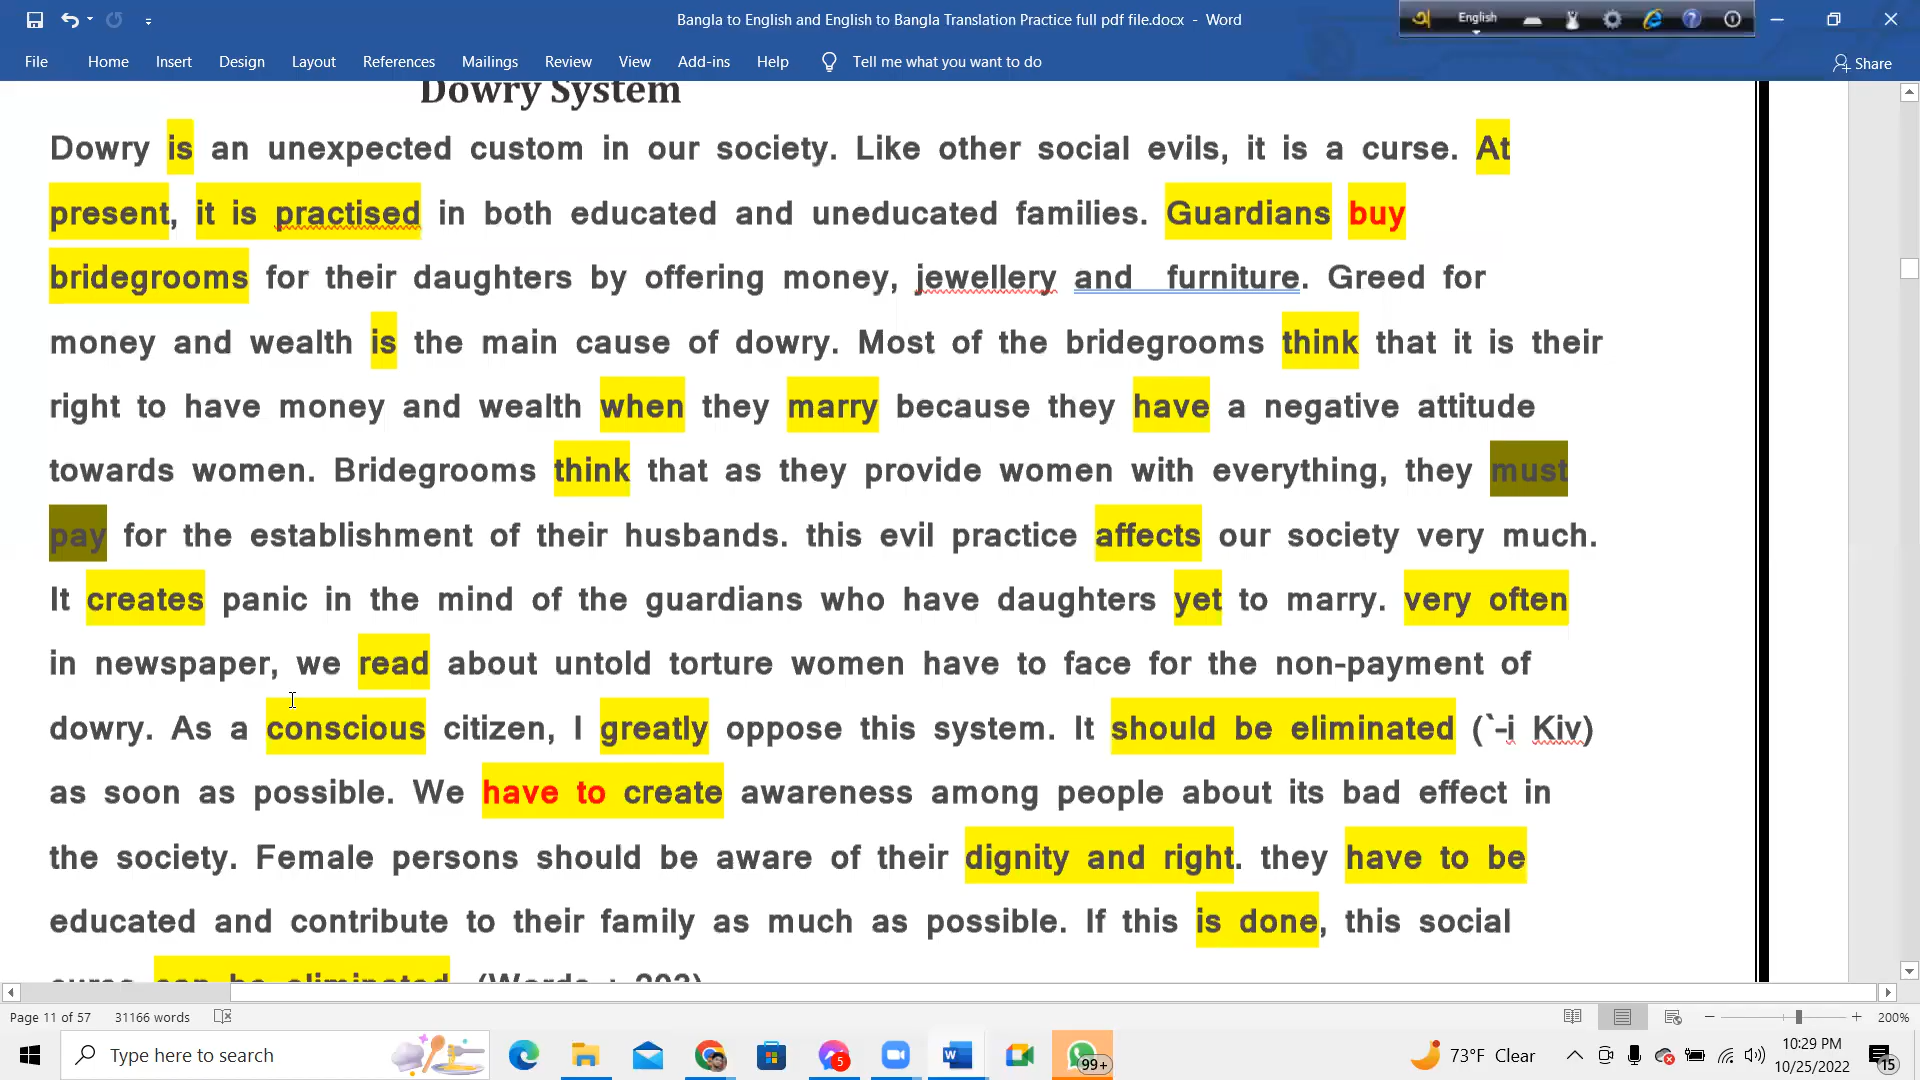 Bangla to English and English to Bangla Translation Practice full pdf file.docx - Word
English
File Home Insert Design Layout References Mailings Review View Add-ins Help Tell me what you want to do Share
Dowry System
Dowry is an unexpected custom in our society. Like other social evils, it is a curse. At
present, it is practised in both educated and uneducated families. Guardians buy
bridegrooms for their daughters by offering money, jewellery and furniture. Greed for
money and wealth is the main cause of dowry. Most of the bridegrooms think that it is their
right to have money and wealth when they marry because they have a negative attitude
towards women. Bridegrooms think that as they provide women with everything, they must
pay for the establishment of their husbands. this evil practice affects our society very much.
It creates panic in the mind of the guardians who have daughters yet to marry. very often
in newspaper, we read about untold torture women have to face for the non-payment of
dowry. As a conscious citizen, I greatly oppose this system. It should be eliminated (`-i Kiv)
as soon as possible. We have to create awareness among people about its bad effect in
the society. Female persons should be aware of their dignity and right. they have to be
educated and contribute to their family as much as possible. If this is done, this social
curse can be eliminated (Words : 203)
Page 11 of 57 31166 words 200%
Type here to search 5 99+ 73°F Clear 10:29 PM
10/25/2022 15